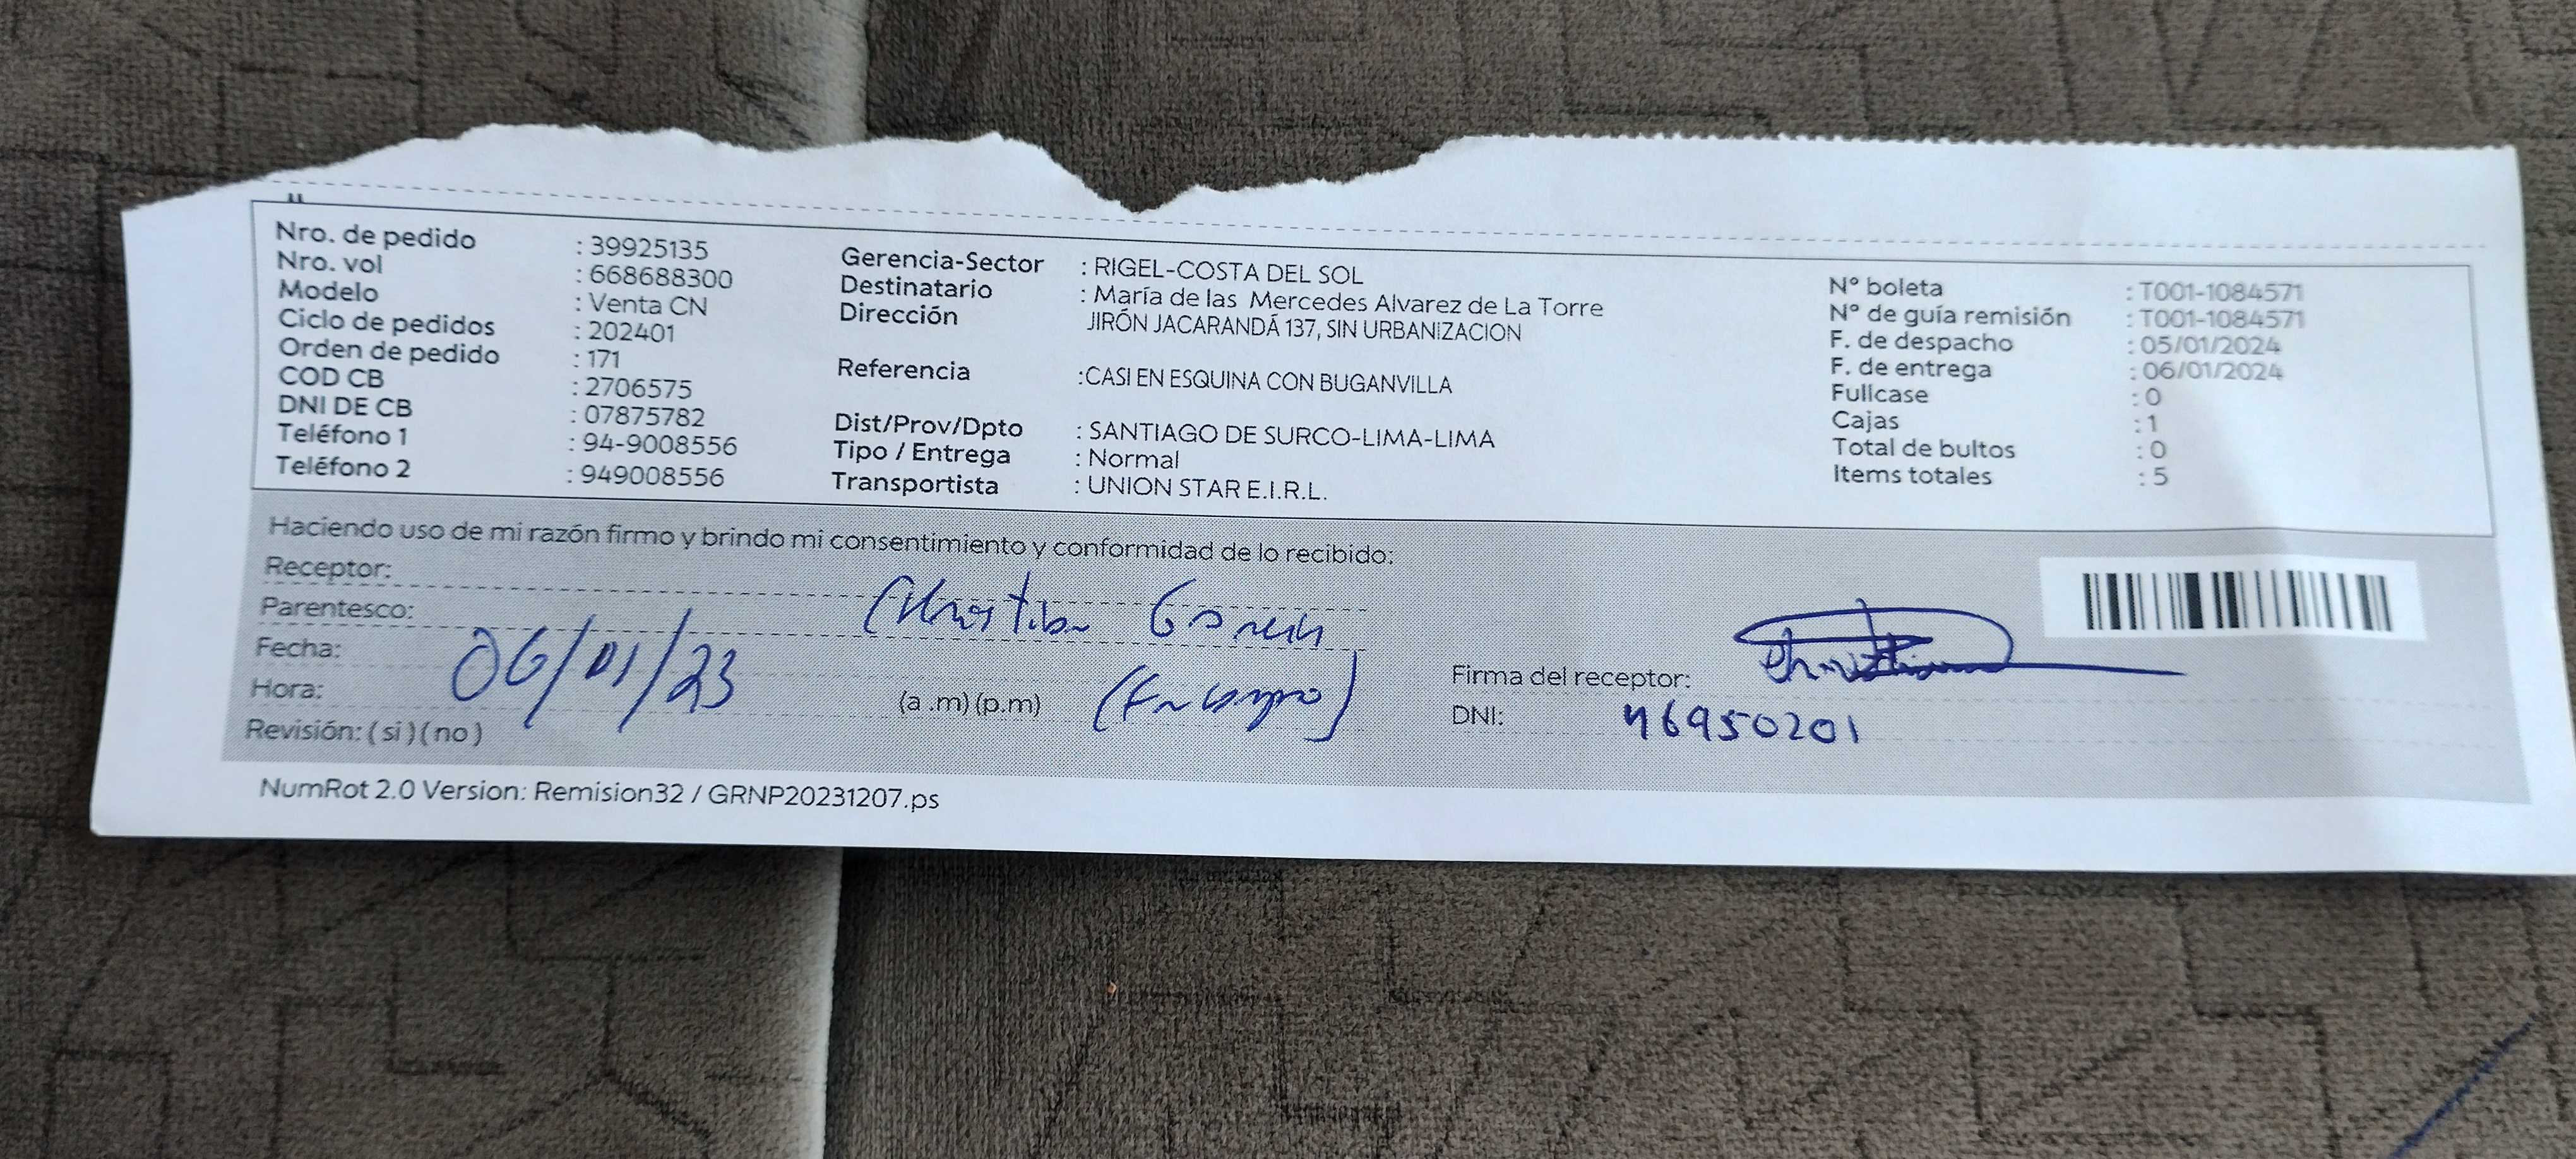 Nro. de pedido : 39925135
Nro. vol : 668688300
Modelo : Venta CN
Ciclo de pedidos : 202401
Orden de pedido : 171
COD CB : 2706575
DNI DE CB : 07875782
Teléfono 1 : 94-9008556
Teléfono 2 : 949008556
Gerencia-Sector : RIGEL-COSTA DEL SOL
Destinatario : María de las Mercedes Alvarez de La Torre
Dirección JIRÓN JACARANDÁ 137, SIN URBANIZACION
Referencia :CASI EN ESQUINA CON BUGANVILLA
Dist/Prov/Dpto : SANTIAGO DE SURCO-LIMA-LIMA
Tipo / Entrega : Normal
Transportista : UNION STAR E.I.R.L.
N° boleta : T001-1084571
N° de guía remisión : T001-1084571
F. de despacho : 05/01/2024
F. de entrega : 06/01/2024
Fullcase : 0
Cajas : 1
Total de bultos : 0
Items totales : 5
Haciendo uso de mi razón firmo y brindo mi consentimiento y conformidad de lo recibido:
Receptor:
Parentesco:
Fecha: 06/01/23
Hora: (a .m) (p.m)
Revisión: ( si ) ( no )
Firma del receptor:
DNI: 46950201
NumRot 2.0 Version: Remision32 / GRNP20231207.ps